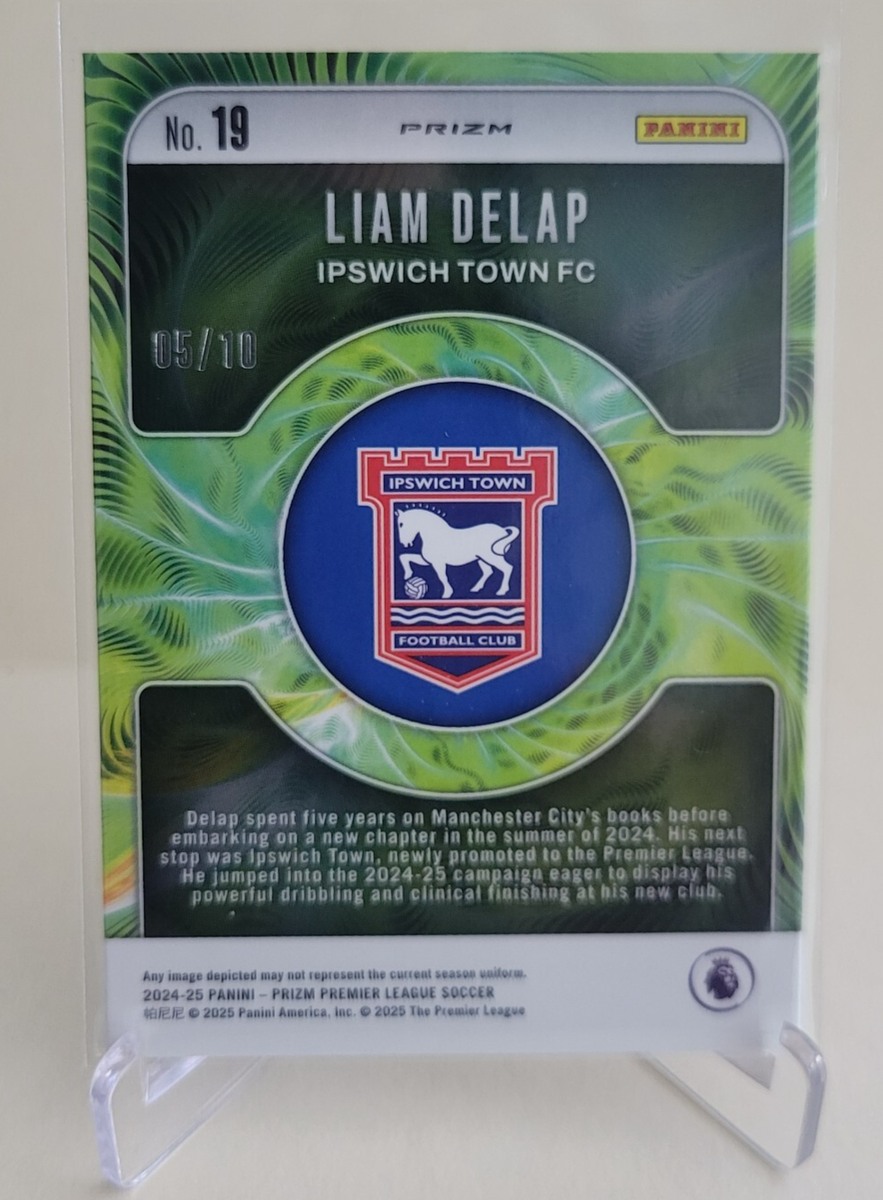 No. 19
PRIZM
PANINI
LIAM DELAP
IPSWICH TOWN FC
05/10
IPSWICH TOWN
FOOTBALL CLUB
Delap spent five years on Manchester City's books before
embarking on a new chapter in the summer of 2024. His next
stop was Ipswich Town, newly promoted to the Premier League.
He jumped into the 2024-25 campaign eager to display his
powerful dribbling and clinical finishing at his new club.
Any image depicted may not represent the current season uniform.
2024-25 PANINI – PRIZM PREMIER LEAGUE SOCCER
帕尼尼 © 2025 Panini America, Inc. © 2025 The Premier League